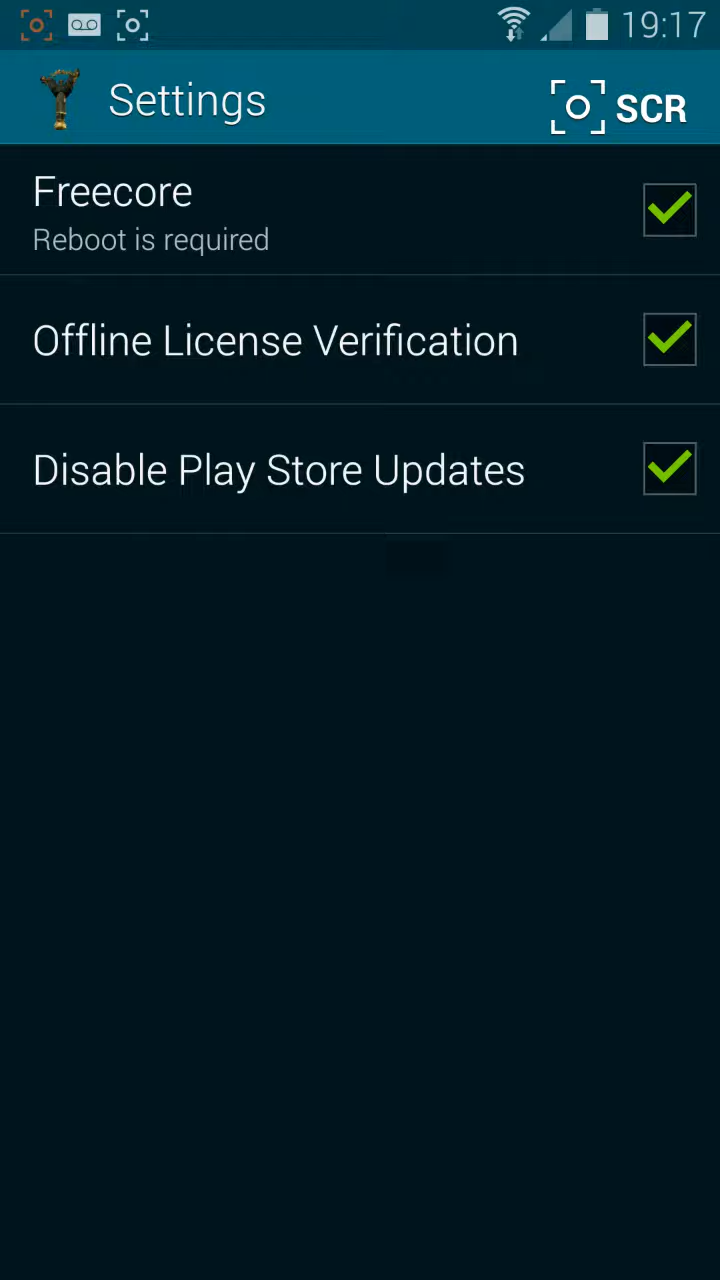 19:17
Settings
SCR
Freecore
Reboot is required
Offline License Verification
Disable Play Store Updates